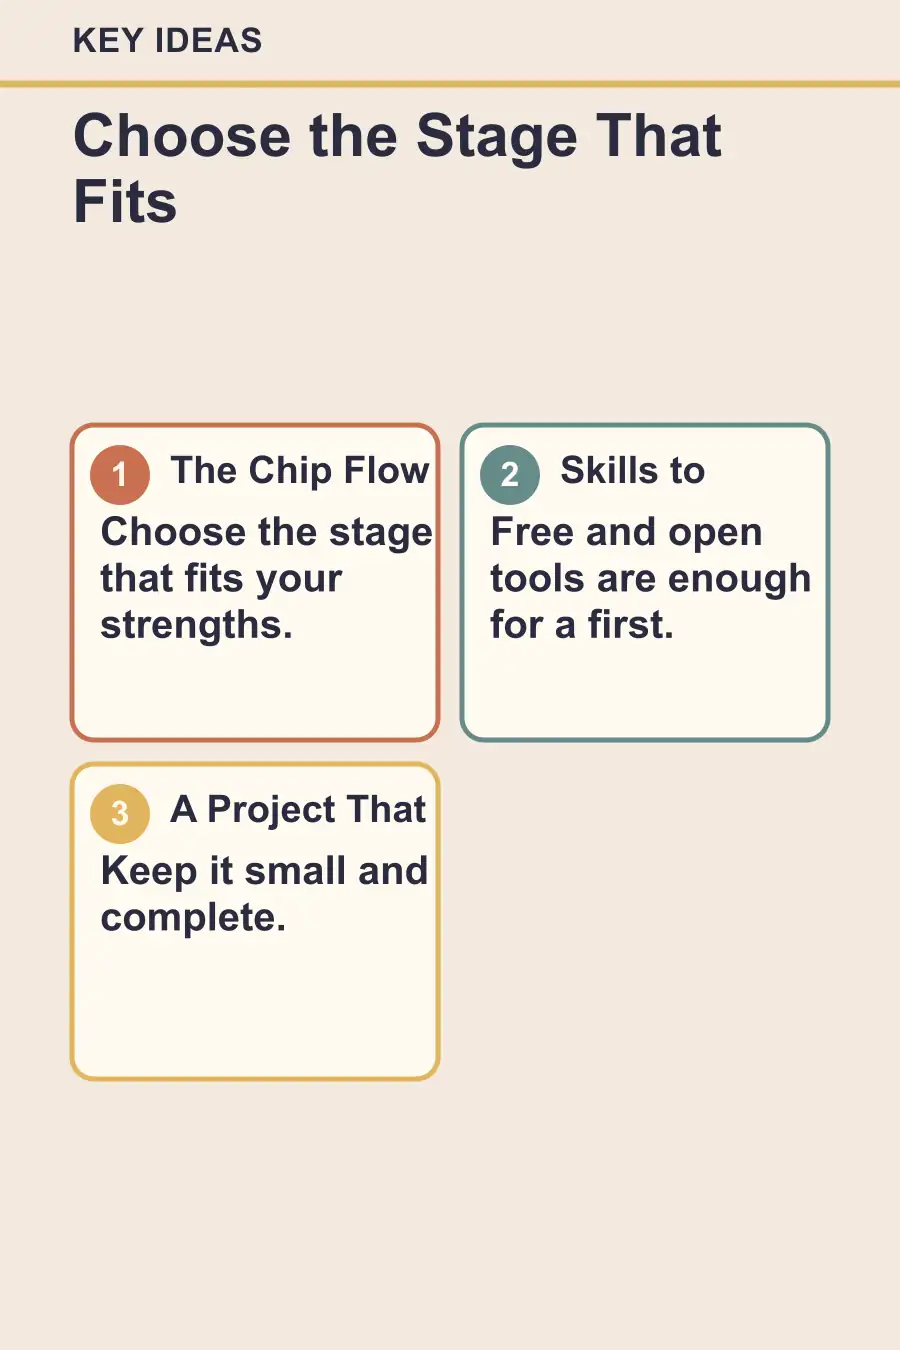 KEY IDEAS
Choose the Stage That
Fits
1 The Chip Flow
Choose the stage
that fits your
strengths.
2 Skills to
Free and open
tools are enough
for a first.
3 A Project That
Keep it small and
complete.